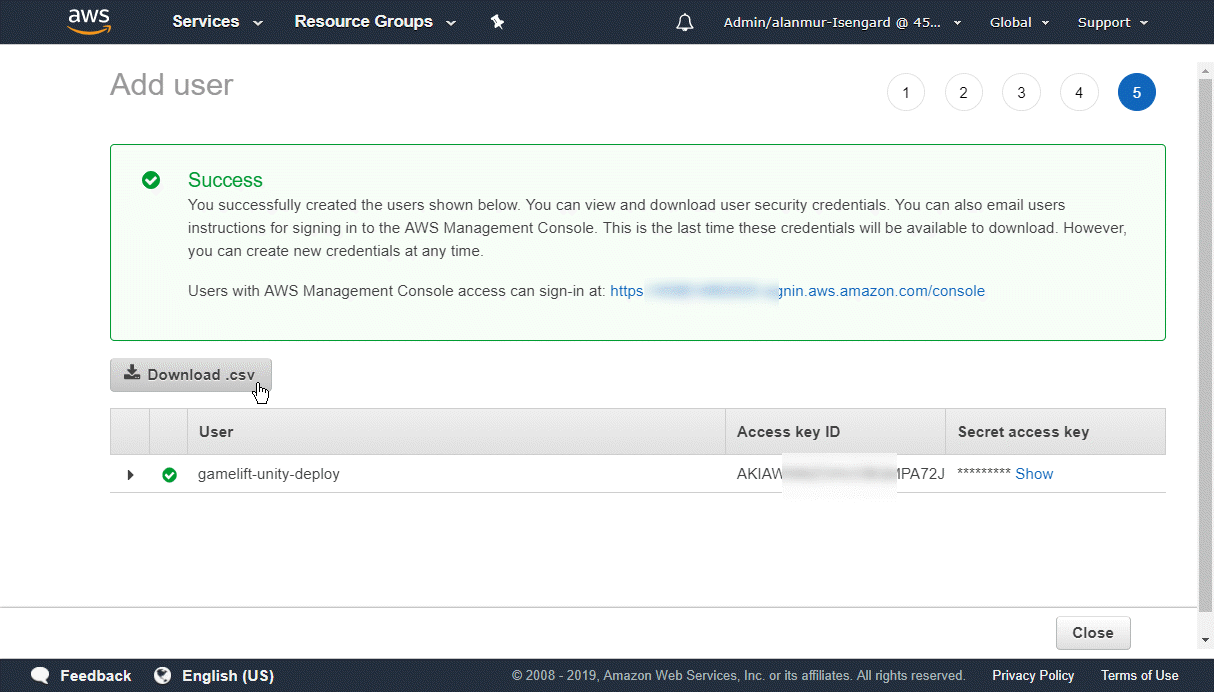 aws Services Resource Groups Admin/alanmur-Isengard @ 45... Global Support
Add user
1 2 3 4 5
Success
You successfully created the users shown below. You can view and download user security credentials. You can also email users
instructions for signing in to the AWS Management Console. This is the last time these credentials will be available to download. However,
you can create new credentials at any time.
Users with AWS Management Console access can sign-in at: https gnin.aws.amazon.com/console
Download .csv
User Access key ID Secret access key
gamelift-unity-deploy AKIAW MPA72J ********* Show
Close
Feedback English (US) © 2008 - 2019, Amazon Web Services, Inc. or its affiliates. All rights reserved. Privacy Policy Terms of Use